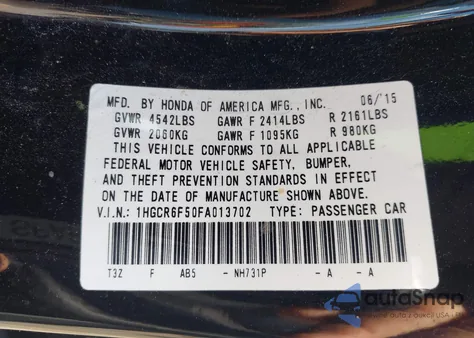 MFD. BY HONDA OF AMERICA MFG., INC. 06/15
GVWR 4542LBS GAWR F 2414LBS R 2161LBS
GVWR 2060KG GAWR F 1095KG R 980KG
THIS VEHICLE CONFORMS TO ALL APPLICABLE
FEDERAL MOTOR VEHICLE SAFETY, BUMPER,
AND THEFT PREVENTION STANDARDS IN EFFECT
ON THE DATE OF MANUFACTURE SHOWN ABOVE.
V.I.N.: 1HGCR6F50FA013702 TYPE: PASSENGER CAR
T3Z F AB5 - NH731P - A - A
autoSnap